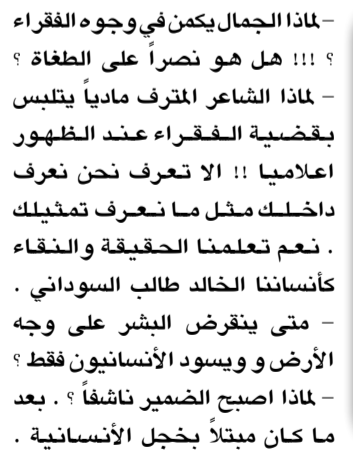 – لماذا الجمال يكمن في وجوه الفقراء
؟ !!! هل هو نصراً على الطغاة ؟
– لماذا الشاعر المترف مادياً يتلبس
بقضية الفقراء عند الظهور
اعلاميا !! الا تعرف نحن نعرف
داخلك مثل ما نعرف تمثيلك
. نعم تعلمنا الحقيقة والنقاء
كأنساننا الخالد طالب السوداني .
– متى ينقرض البشر على وجه
الأرض و ويسود الأنسانيون فقط ؟
– لماذا اصبح الضمير ناشفاً ؟ . بعد
ما كان مبتلاً بخجل الأنسانية .